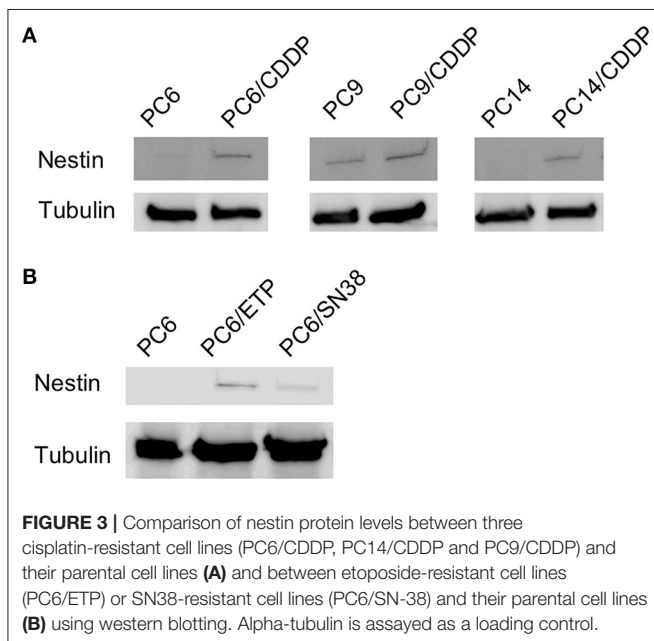 A
PC6 PC6/CDDP PC9 PC9/CDDP PC14 PC14/CDDP
Nestin
Tubulin
B
PC6 PC6/ETP PC6/SN38
Nestin
Tubulin
FIGURE 3 | Comparison of nestin protein levels between three
cisplatin-resistant cell lines (PC6/CDDP, PC14/CDDP and PC9/CDDP) and
their parental cell lines (A) and between etoposide-resistant cell lines
(PC6/ETP) or SN38-resistant cell lines (PC6/SN-38) and their parental cell lines
(B) using western blotting. Alpha-tubulin is assayed as a loading control.